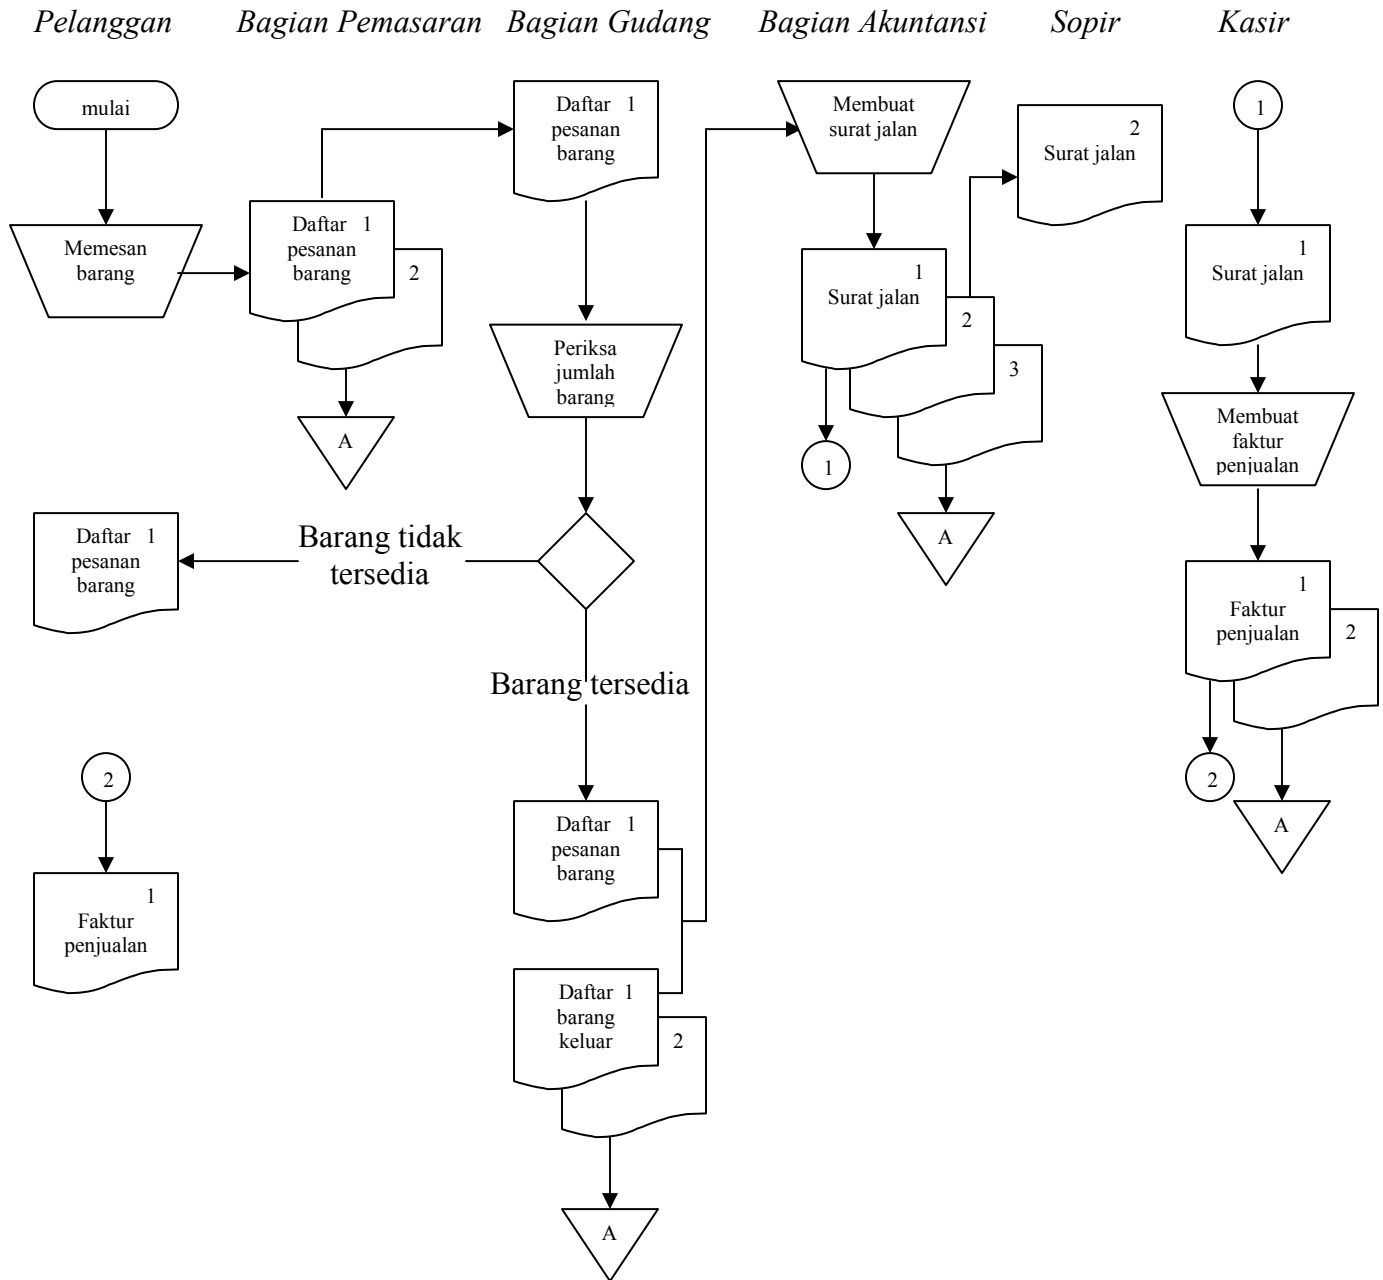 Pelanggan
Bagian Pemasaran
Bagian Gudang
Bagian Akuntansi
Sopir
Kasir
mulai
Memesan
barang
Daftar 1
pesanan
barang
2
A
Daftar 1
pesanan
barang
Periksa
jumlah
barang
Barang tidak
tersedia
Daftar 1
pesanan
barang
Barang tersedia
Daftar 1
pesanan
barang
Daftar 1
barang
keluar
2
A
Membuat
surat jalan
1
Surat jalan
2
3
1
A
2
Surat jalan
1
1
Surat jalan
Membuat
faktur
penjualan
1
Faktur
penjualan
2
2
A
2
1
Faktur
penjualan